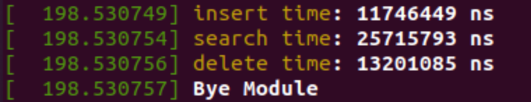 [  198.530749] insert time: 11746449 ns
[  198.530754] search time: 25715793 ns
[  198.530756] delete time: 13201085 ns
[  198.530757] Bye Module